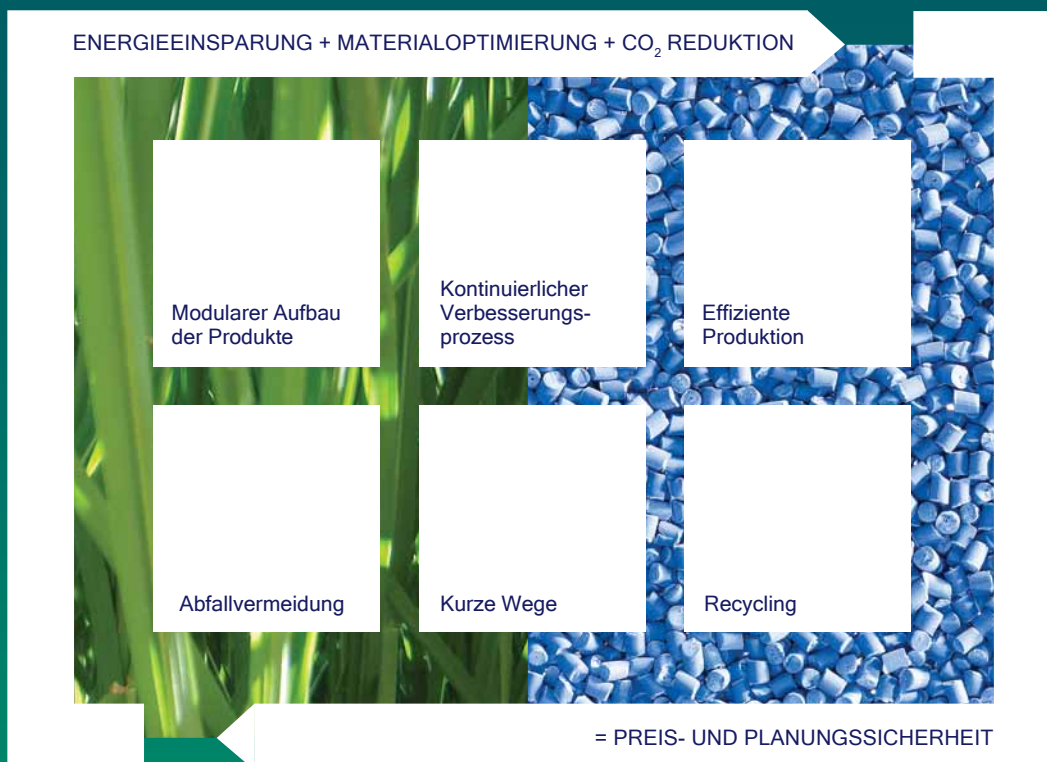 ENERGIEEINSPARUNG + MATERIALOPTIMIERUNG + CO₂ REDUKTION
Modularer Aufbau
der Produkte
Kontinuierlicher
Verbesserungs-
prozess
Effiziente
Produktion
Abfallvermeidung
Kurze Wege
Recycling
= PREIS- UND PLANUNGSSICHERHEIT